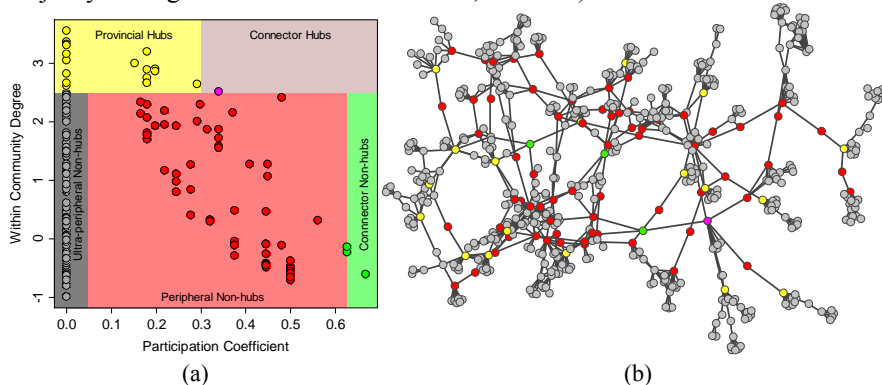 Provincial Hubs
Connector Hubs
Within Community Degree
3
2
1
0
-1
Ultra-peripheral Non-hubs
Connnector Non-hubs
Peripheral Non-hubs
0.0 0.1 0.2 0.3 0.4 0.5 0.6
Participation Coefficient
(a)
(b)